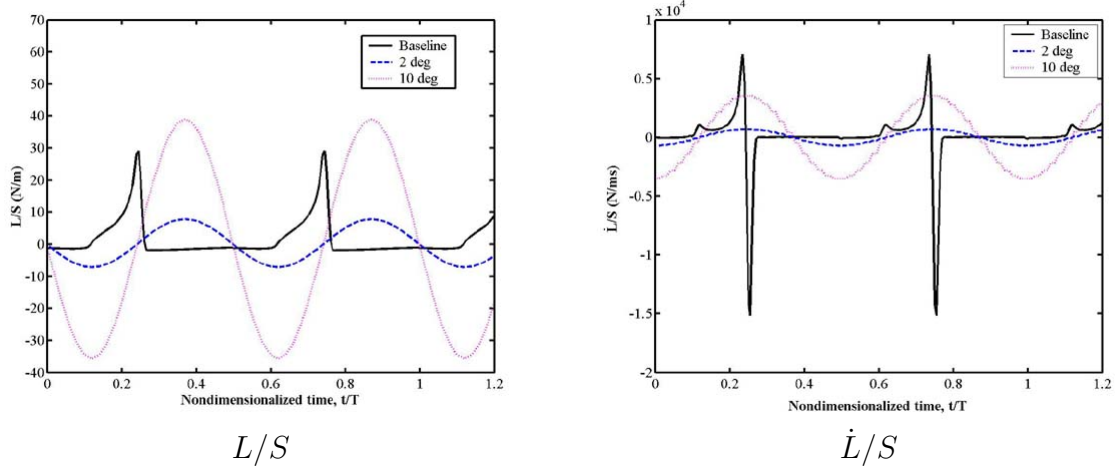 70
60
50
40
30
20
10
0
-10
-20
-30
-40
L/S (N/m)
0
0.2
0.4
0.6
0.8
1
1.2
Nondimensionalized time, t/T
Baseline
2 deg
10 deg
L/S
x 10⁴
1
0.5
0
-0.5
-1
-1.5
-2
L̇/S (N/ms)
0
0.2
0.4
0.6
0.8
1
1.2
Nondimensionalized time, t/T
Baseline
2 deg
10 deg
L̇/S